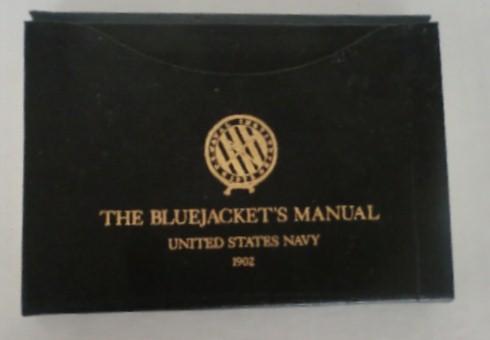 THE BLUEJACKET'S MANUAL
UNITED STATES NAVY
1902